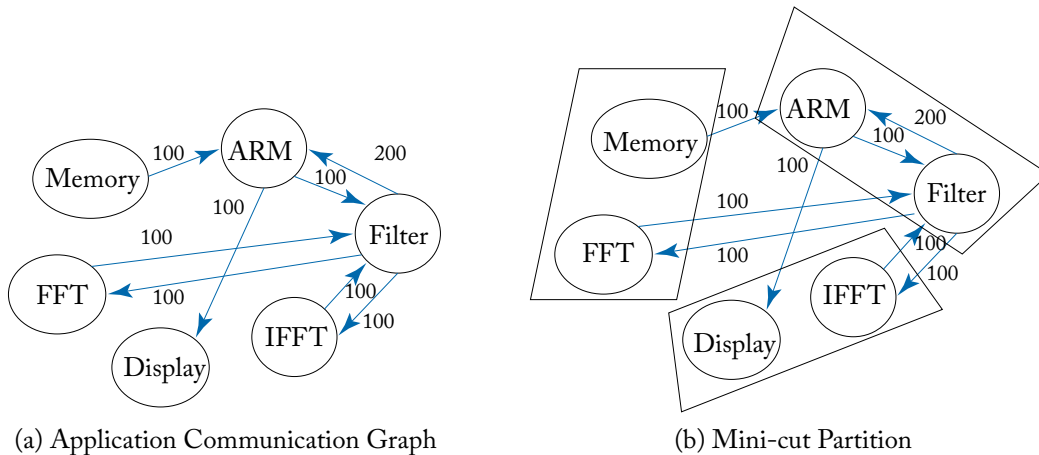 ARM
200
100
100
Memory
100
Filter
100
FFT
100
100
IFFT
100
Display
(a) Application Communication Graph
100
ARM
200
Memory
100
100
Filter
100
FFT
100
100
100
IFFT
Display
(b) Mini-cut Partition